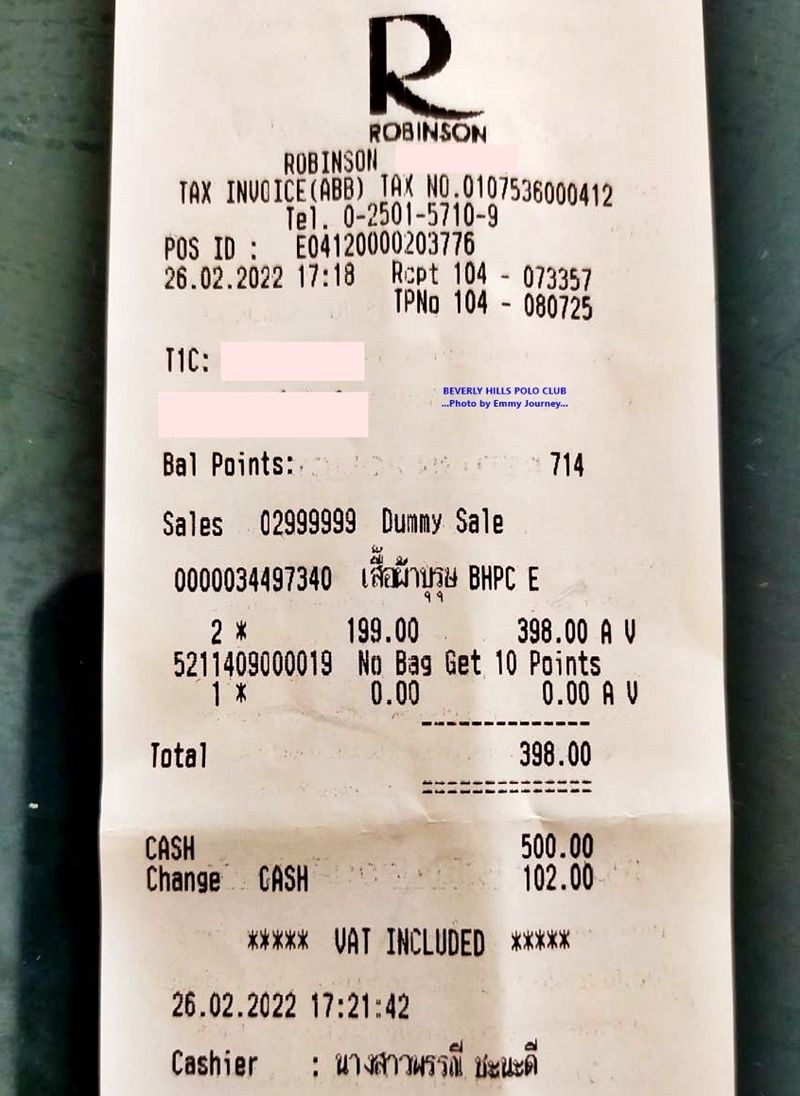 R
ROBINSON
ROBINSON
TAX INVOICE(ABB) TAX NO.0107536000412
Tel. 0-2501-5710-9
POS ID : E04120000203776
26.02.2022 17:18 Rcpt 104 - 073357
TPNo 104 - 080725
T1C:
BEVERLY HILLS POLO CLUB
...Photo by Emmy Journey...
Bal Points: 714
Sales 02999999 Dummy Sale
0000034497340 เสื้อผ้าบุรุษ BHPC E
2 * 199.00 398.00 A V
5211409000019 No Bag Get 10 Points
1 * 0.00 0.00 A V
--------------
Total 398.00
==============
CASH 500.00
Change CASH 102.00
***** VAT INCLUDED *****
26.02.2022 17:21:42
Cashier : นางสาวพรรณี ชะนะดี